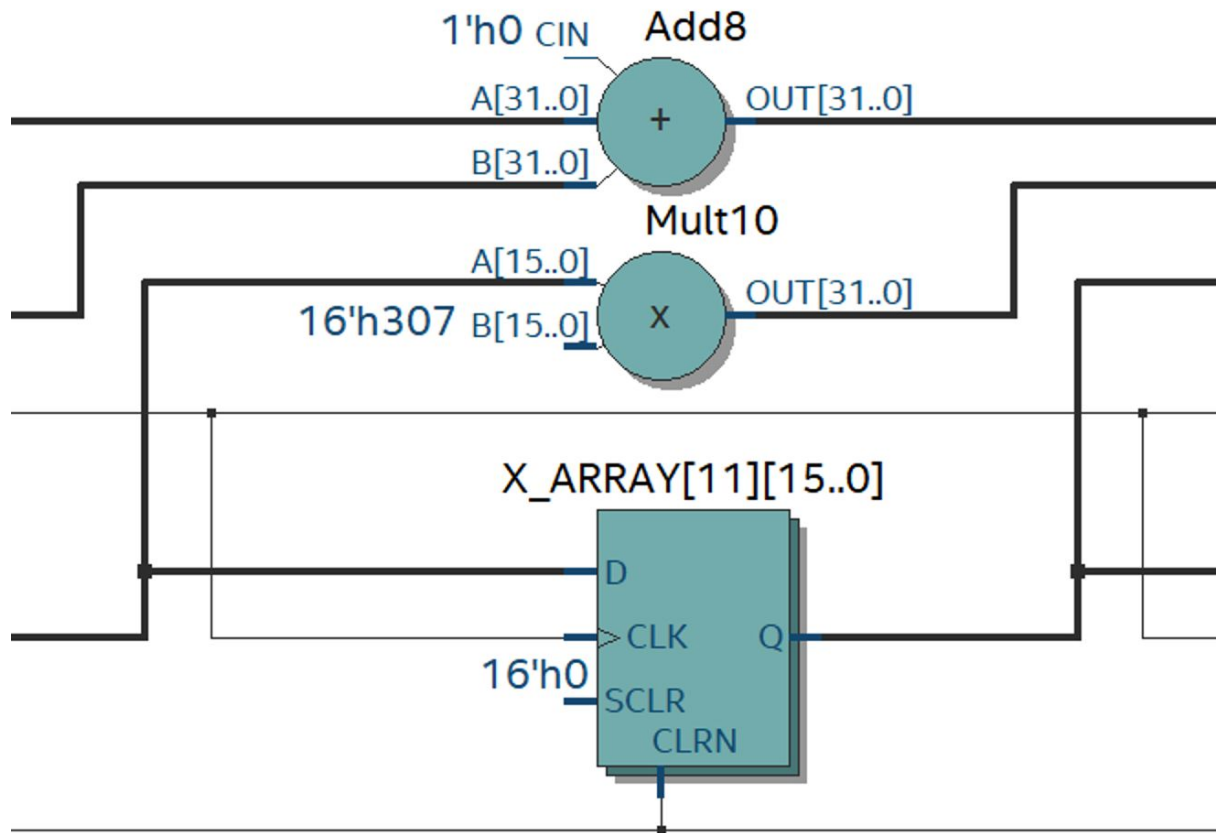 1'h0 CIN
Add8
A[31..0]
+
OUT[31..0]
B[31..0]
Mult10
A[15..0]
OUT[31..0]
16'h307 B[15..0]
x
X_ARRAY[11][15..0]
D
CLK
Q
16'h0
SCLR
CLRN